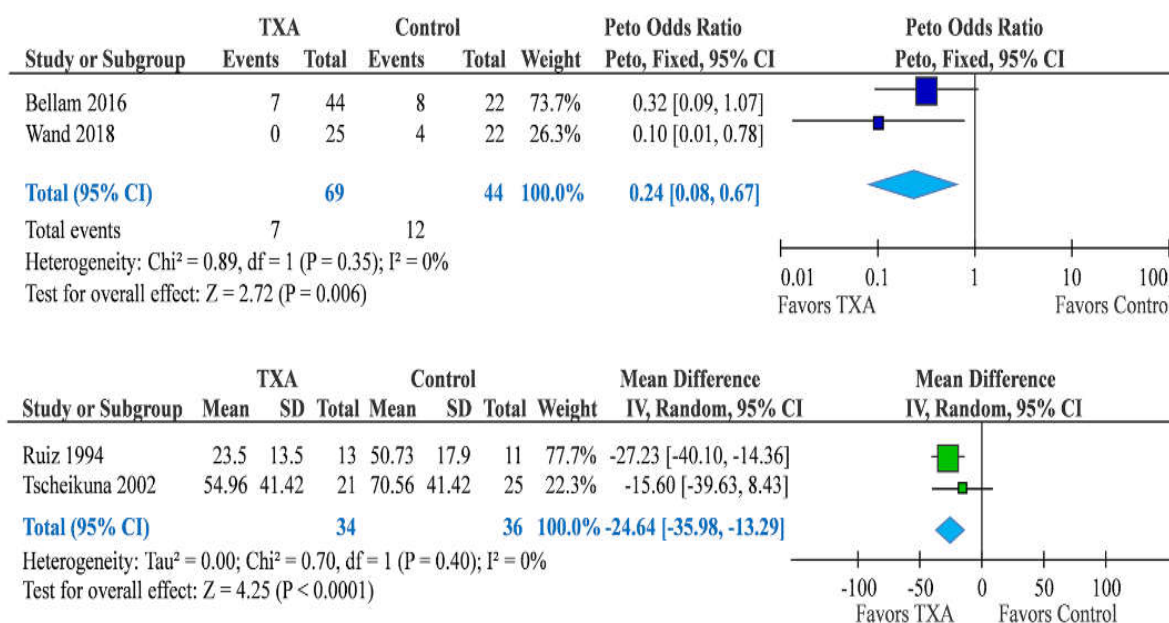 TXA Control Peto Odds Ratio Peto Odds Ratio
Study or Subgroup Events Total Events Total Weight Peto, Fixed, 95% CI Peto, Fixed, 95% CI
Bellam 2016 7 44 8 22 73.7% 0.32 [0.09, 1.07]
Wand 2018 0 25 4 22 26.3% 0.10 [0.01, 0.78]
Total (95% CI) 69 44 100.0% 0.24 [0.08, 0.67]
Total events 7 12
Heterogeneity: Chi² = 0.89, df = 1 (P = 0.35); I² = 0%
Test for overall effect: Z = 2.72 (P = 0.006)
0.01 0.1 1 10 100
Favors TXA Favors Control
TXA Control Mean Difference Mean Difference
Study or Subgroup Mean SD Total Mean SD Total Weight IV, Random, 95% CI IV, Random, 95% CI
Ruiz 1994 23.5 13.5 13 50.73 17.9 11 77.7% -27.23 [-40.10, -14.36]
Tscheikuna 2002 54.96 41.42 21 70.56 41.42 25 22.3% -15.60 [-39.63, 8.43]
Total (95% CI) 34 36 100.0% -24.64 [-35.98, -13.29]
Heterogeneity: Tau² = 0.00; Chi² = 0.70, df = 1 (P = 0.40); I² = 0%
Test for overall effect: Z = 4.25 (P < 0.0001)
-100 -50 0 50 100
Favors TXA Favors Control